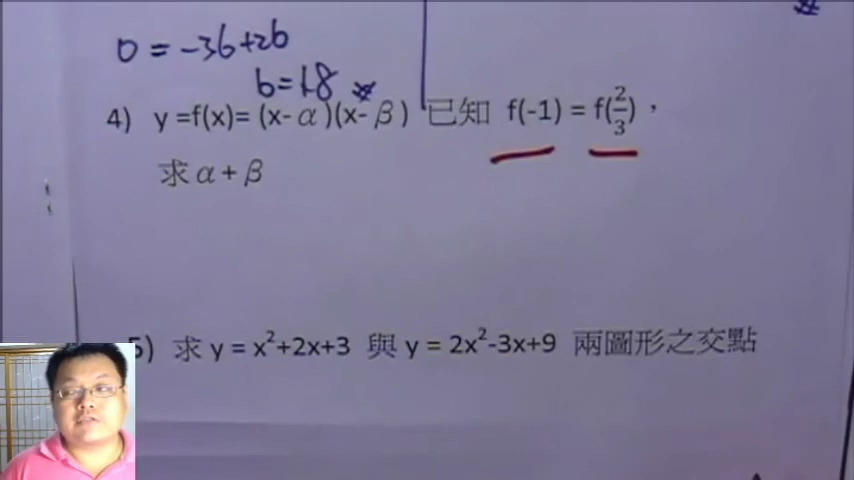 0 = -36+2b
b=18
4) y =f(x)= (x-α)(x-β) 已知 f(-1) = f(2/3)，
求 α + β
5) 求 y = x²+2x+3 與 y = 2x²-3x+9 兩圖形之交點